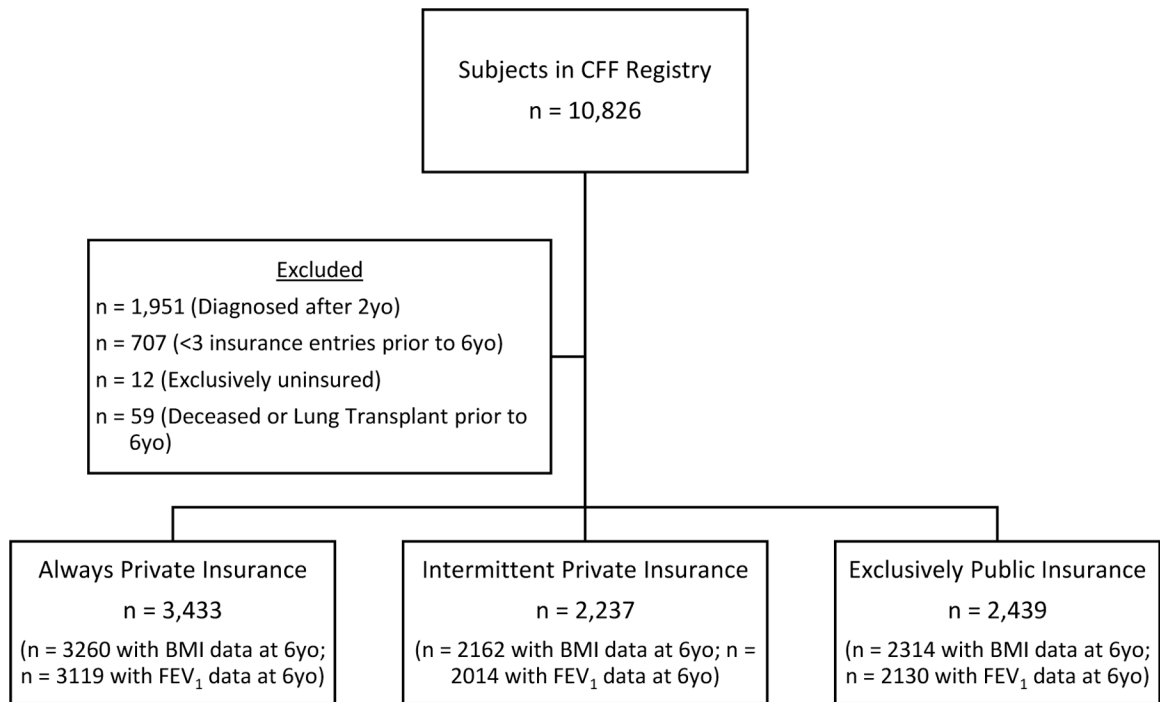 Subjects in CFF Registry
n = 10,826
Excluded
n = 1,951 (Diagnosed after 2yo)
n = 707 (<3 insurance entries prior to 6yo)
n = 12 (Exclusively uninsured)
n = 59 (Deceased or Lung Transplant prior to
6yo)
Always Private Insurance
n = 3,433
(n = 3260 with BMI data at 6yo;
n = 3119 with FEV₁ data at 6yo)
Intermittent Private Insurance
n = 2,237
(n = 2162 with BMI data at 6yo; n =
2014 with FEV₁ data at 6yo)
Exclusively Public Insurance
n = 2,439
(n = 2314 with BMI data at 6yo;
n = 2130 with FEV₁ data at 6yo)